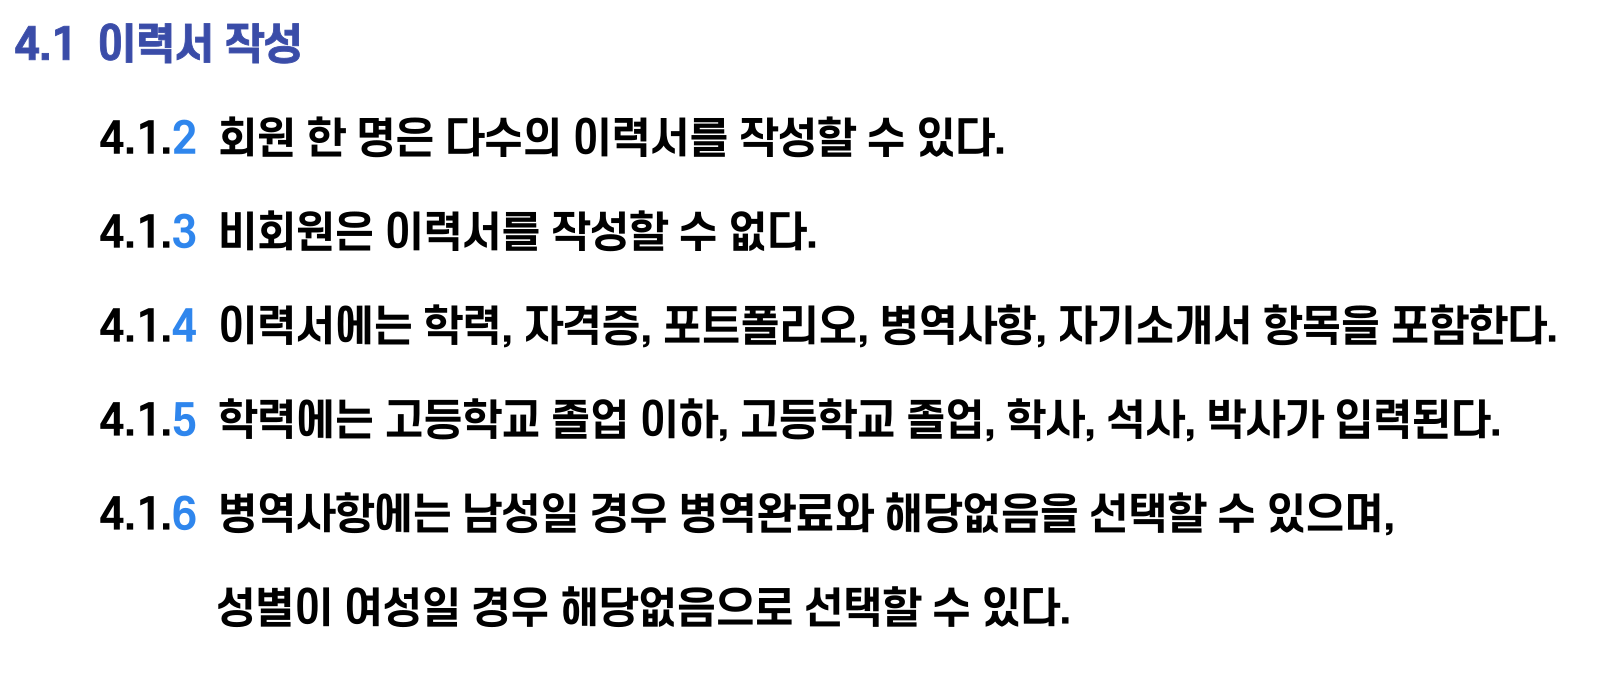 4.1 이력서 작성
4.1.2 회원 한 명은 다수의 이력서를 작성할 수 있다.
4.1.3 비회원은 이력서를 작성할 수 없다.
4.1.4 이력서에는 학력, 자격증, 포트폴리오, 병역사항, 자기소개서 항목을 포함한다.
4.1.5 학력에는 고등학교 졸업 이하, 고등학교 졸업, 학사, 석사, 박사가 입력된다.
4.1.6 병역사항에는 남성일 경우 병역완료와 해당없음을 선택할 수 있으며,
성별이 여성일 경우 해당없음으로 선택할 수 있다.